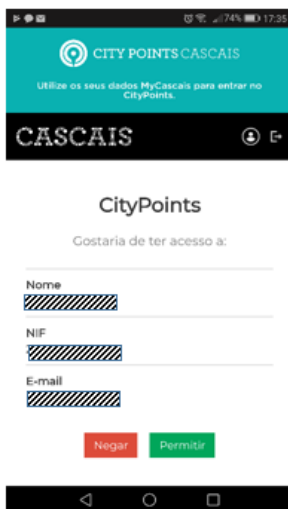 74% 17:35
CITY POINTS CASCAIS
Utilize os seus dados MyCascais para entrar no
CityPoints.
CASCAIS
CityPoints
Gostaria de ter acesso a:
Nome
NIF
E-mail
Negar Permitir